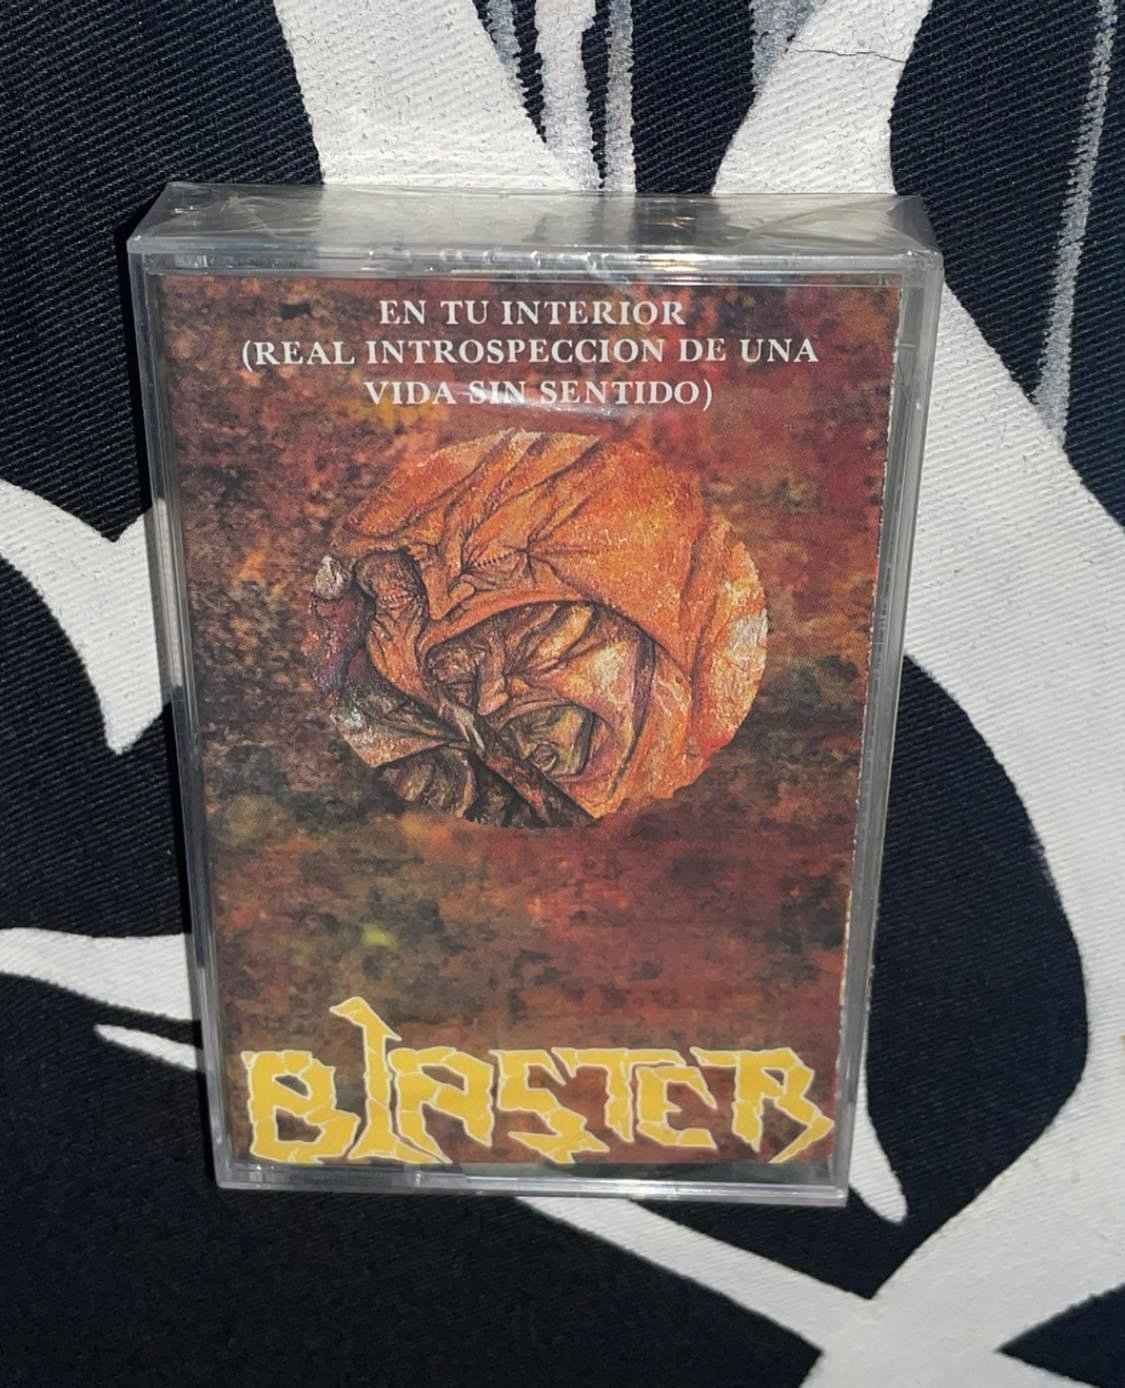 EN TU INTERIOR
(REAL INTROSPECCION DE UNA
VIDA SIN SENTIDO)
BLASTER